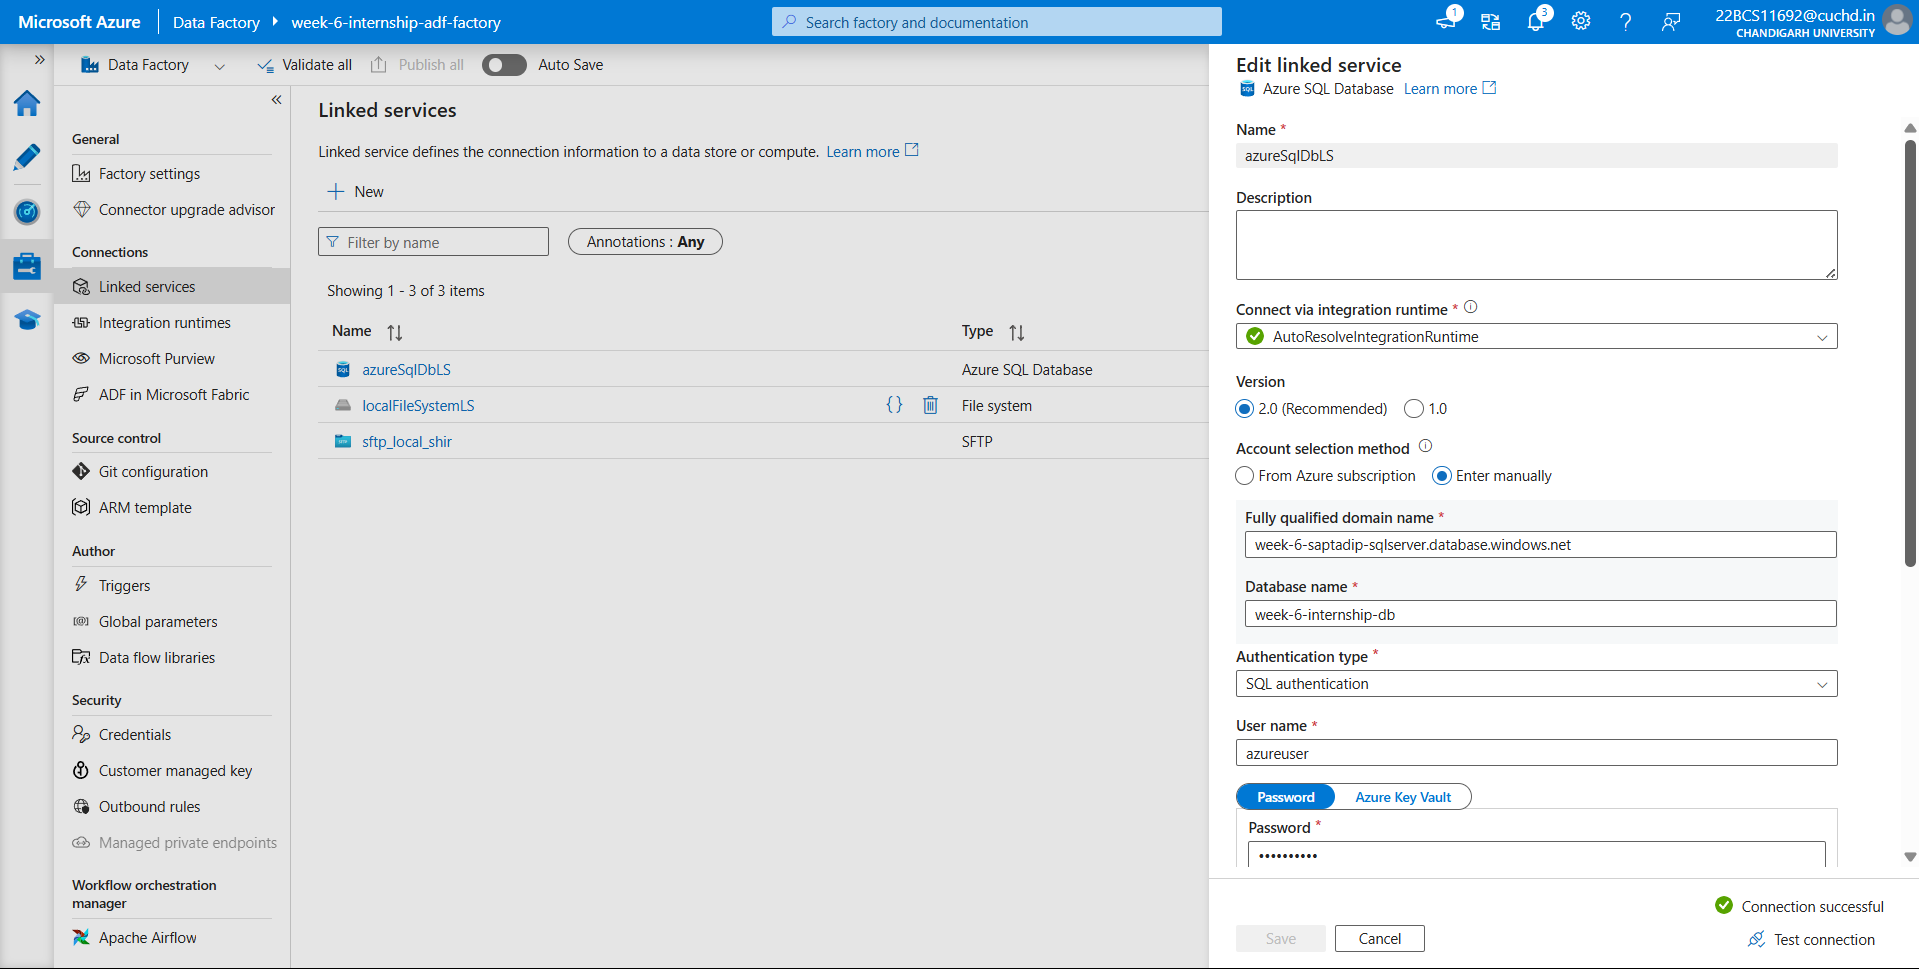 Microsoft Azure
Data Factory
week-6-internship-adf-factory
Search factory and documentation
1
3
22BCS11692@cuchd.in
CHANDIGARH UNIVERSITY
Data Factory
Validate all
Publish all
Auto Save
General
Factory settings
Connector upgrade advisor
Connections
Linked services
Integration runtimes
Microsoft Purview
ADF in Microsoft Fabric
Source control
Git configuration
ARM template
Author
Triggers
Global parameters
Data flow libraries
Security
Credentials
Customer managed key
Outbound rules
Managed private endpoints
Workflow orchestration
manager
Apache Airflow
Linked services
Linked service defines the connection information to a data store or compute. Learn more
New
Filter by name
Annotations : Any
Showing 1 - 3 of 3 items
Name Type
azureSqlDbLS Azure SQL Database
localFileSystemLS {} File system
sftp_local_shir SFTP
Edit linked service
SQL Azure SQL Database Learn more
Name *
azureSqlDbLS
Description
Connect via integration runtime *
AutoResolveIntegrationRuntime
Version
2.0 (Recommended) 1.0
Account selection method
From Azure subscription Enter manually
Fully qualified domain name *
week-6-saptadip-sqlserver.database.windows.net
Database name *
week-6-internship-db
Authentication type *
SQL authentication
User name *
azureuser
Password Azure Key Vault
Password *
••••••••••
Connection successful
Save Cancel
Test connection